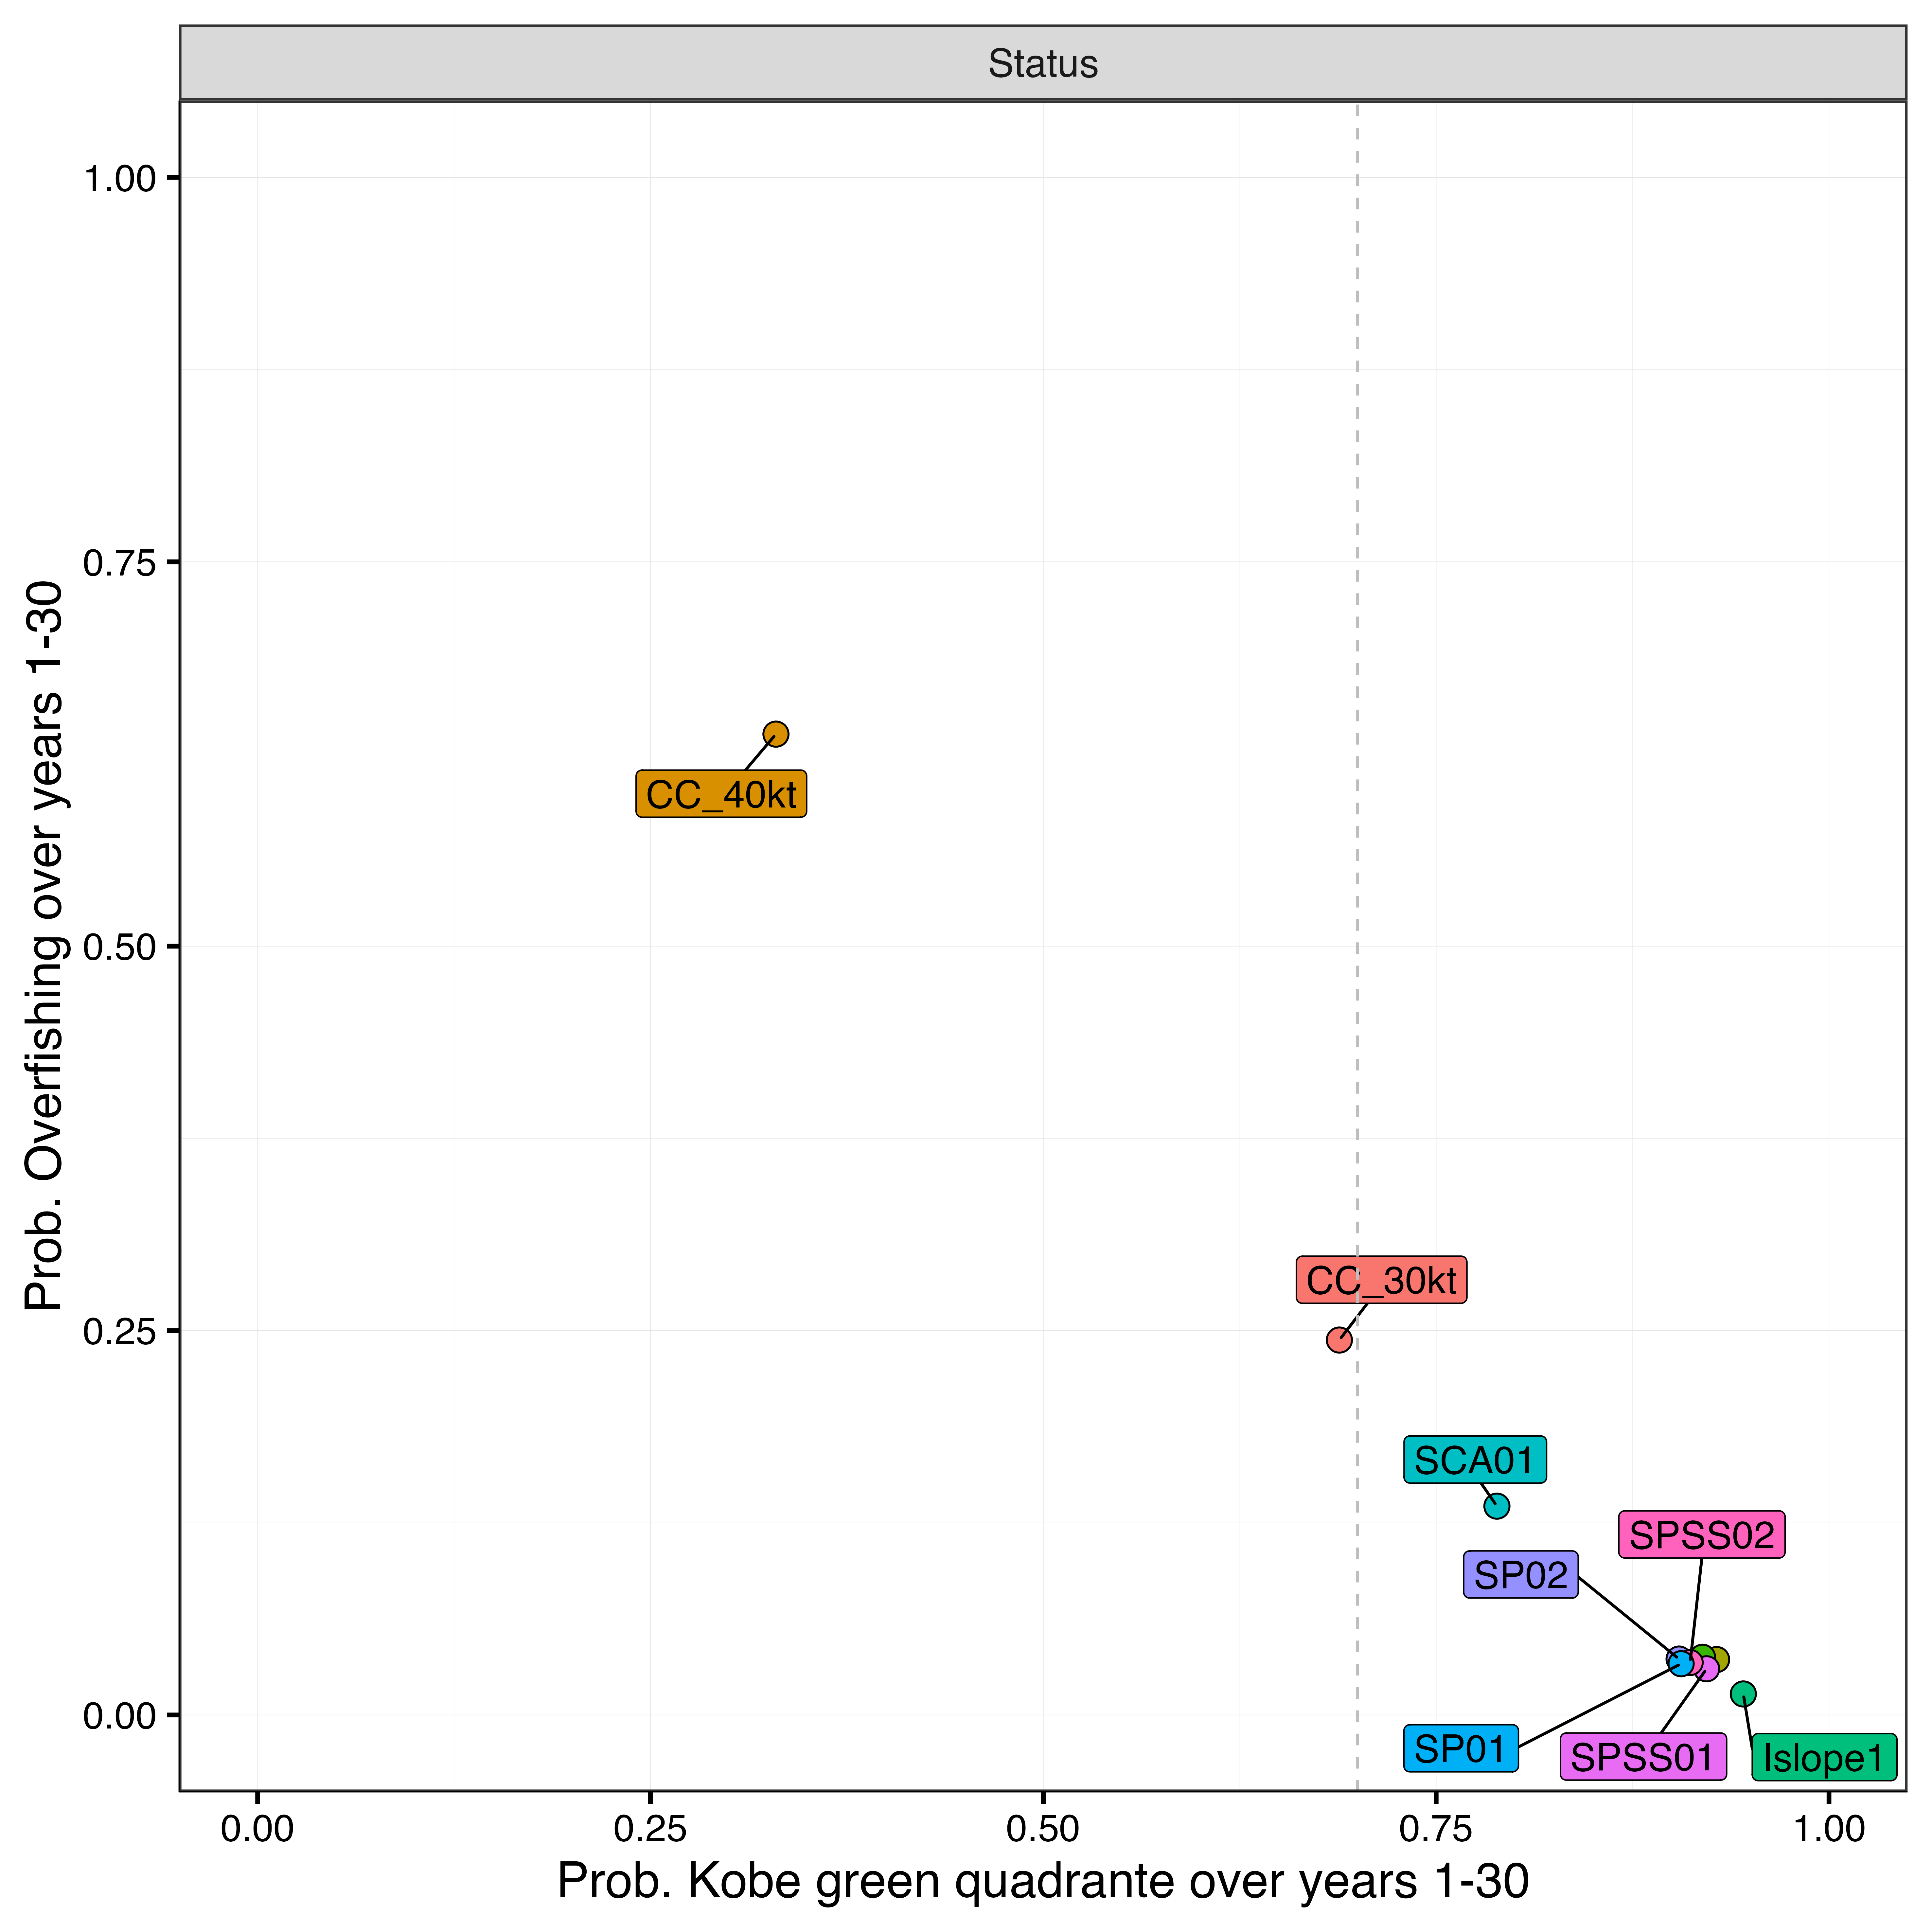 Status
Prob. Overfishing over years 1-30
1.00
0.75
0.50
0.25
0.00
CC_40kt
CC_30kt
SCA01
SPSS02
SP02
SP01
SPSS01
Islope1
0.00
0.25
0.50
0.75
1.00
Prob. Kobe green quadrante over years 1-30